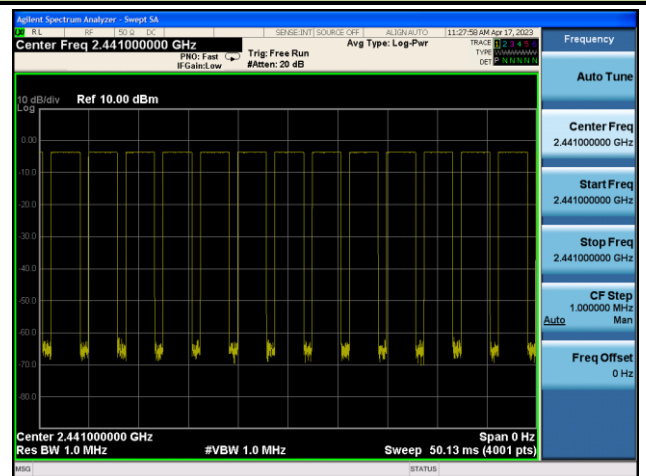 Agilent Spectrum Analyzer - Swept SA
RL RF 50 Ω DC SENSE:INT SOURCE OFF ALIGN AUTO 11:27:58 AM Apr 17, 2023
Center Freq 2.441000000 GHz
PNO: Fast
IFGain:Low
Trig: Free Run
#Atten: 20 dB
Avg Type: Log-Pwr
TRACE 1 2 3 4 5 6
TYPE
DET P N N N N N
Frequency
Auto Tune
10 dB/div Ref 10.00 dBm
Log
0.00
-10.0
-20.0
-30.0
-40.0
-50.0
-60.0
-70.0
-80.0
Center Freq
2.441000000 GHz
Start Freq
2.441000000 GHz
Stop Freq
2.441000000 GHz
CF Step
1.000000 MHz
Auto Man
Freq Offset
0 Hz
Center 2.441000000 GHz Span 0 Hz
Res BW 1.0 MHz #VBW 1.0 MHz Sweep 50.13 ms (4001 pts)
MSG STATUS